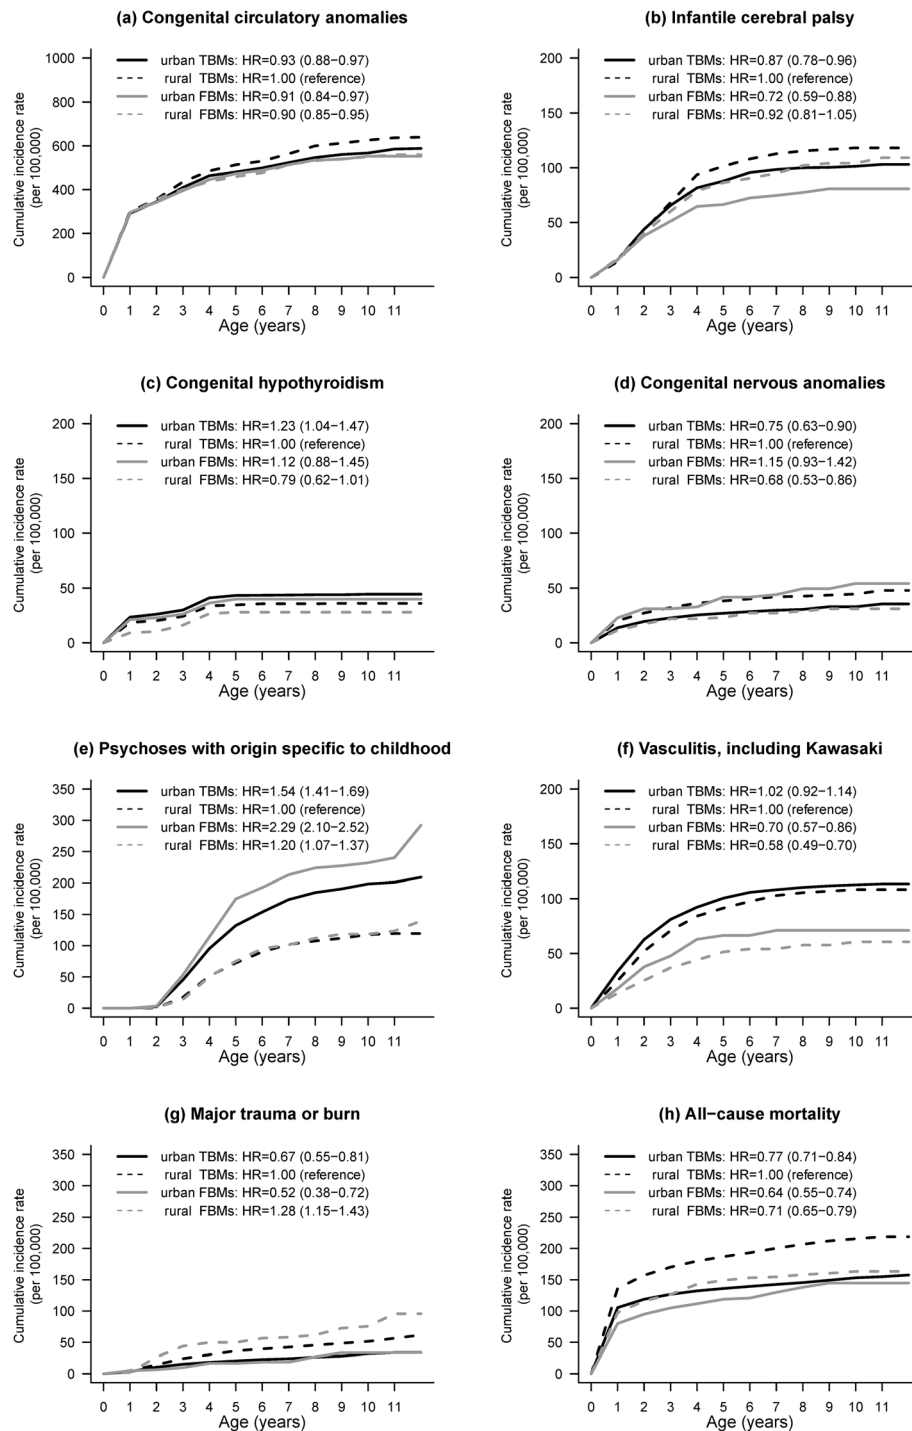 (a) Congenital circulatory anomalies
urban TBMs: HR=0.93 (0.88−0.97)
rural TBMs: HR=1.00 (reference)
urban FBMs: HR=0.91 (0.84−0.97)
rural FBMs: HR=0.90 (0.85−0.95)
Cumulative incidence rate
(per 100,000)
1000
800
600
400
200
0
0 1 2 3 4 5 6 7 8 9 10 11
Age (years)
(b) Infantile cerebral palsy
urban TBMs: HR=0.87 (0.78−0.96)
rural TBMs: HR=1.00 (reference)
urban FBMs: HR=0.72 (0.59−0.88)
rural FBMs: HR=0.92 (0.81−1.05)
Cumulative incidence rate
(per 100,000)
200
150
100
50
0
0 1 2 3 4 5 6 7 8 9 10 11
Age (years)
(c) Congenital hypothyroidism
urban TBMs: HR=1.23 (1.04−1.47)
rural TBMs: HR=1.00 (reference)
urban FBMs: HR=1.12 (0.88−1.45)
rural FBMs: HR=0.79 (0.62−1.01)
Cumulative incidence rate
(per 100,000)
200
150
100
50
0
0 1 2 3 4 5 6 7 8 9 10 11
Age (years)
(d) Congenital nervous anomalies
urban TBMs: HR=0.75 (0.63−0.90)
rural TBMs: HR=1.00 (reference)
urban FBMs: HR=1.15 (0.93−1.42)
rural FBMs: HR=0.68 (0.53−0.86)
Cumulative incidence rate
(per 100,000)
200
150
100
50
0
0 1 2 3 4 5 6 7 8 9 10 11
Age (years)
(e) Psychoses with origin specific to childhood
urban TBMs: HR=1.54 (1.41−1.69)
rural TBMs: HR=1.00 (reference)
urban FBMs: HR=2.29 (2.10−2.52)
rural FBMs: HR=1.20 (1.07−1.37)
Cumulative incidence rate
(per 100,000)
350
300
250
200
150
100
50
0
0 1 2 3 4 5 6 7 8 9 10 11
Age (years)
(f) Vasculitis, including Kawasaki
urban TBMs: HR=1.02 (0.92−1.14)
rural TBMs: HR=1.00 (reference)
urban FBMs: HR=0.70 (0.57−0.86)
rural FBMs: HR=0.58 (0.49−0.70)
Cumulative incidence rate
(per 100,000)
200
150
100
50
0
0 1 2 3 4 5 6 7 8 9 10 11
Age (years)
(g) Major trauma or burn
urban TBMs: HR=0.67 (0.55−0.81)
rural TBMs: HR=1.00 (reference)
urban FBMs: HR=0.52 (0.38−0.72)
rural FBMs: HR=1.28 (1.15−1.43)
Cumulative incidence rate
(per 100,000)
350
300
250
200
150
100
50
0
0 1 2 3 4 5 6 7 8 9 10 11
Age (years)
(h) All−cause mortality
urban TBMs: HR=0.77 (0.71−0.84)
rural TBMs: HR=1.00 (reference)
urban FBMs: HR=0.64 (0.55−0.74)
rural FBMs: HR=0.71 (0.65−0.79)
Cumulative incidence rate
(per 100,000)
350
300
250
200
150
100
50
0
0 1 2 3 4 5 6 7 8 9 10 11
Age (years)